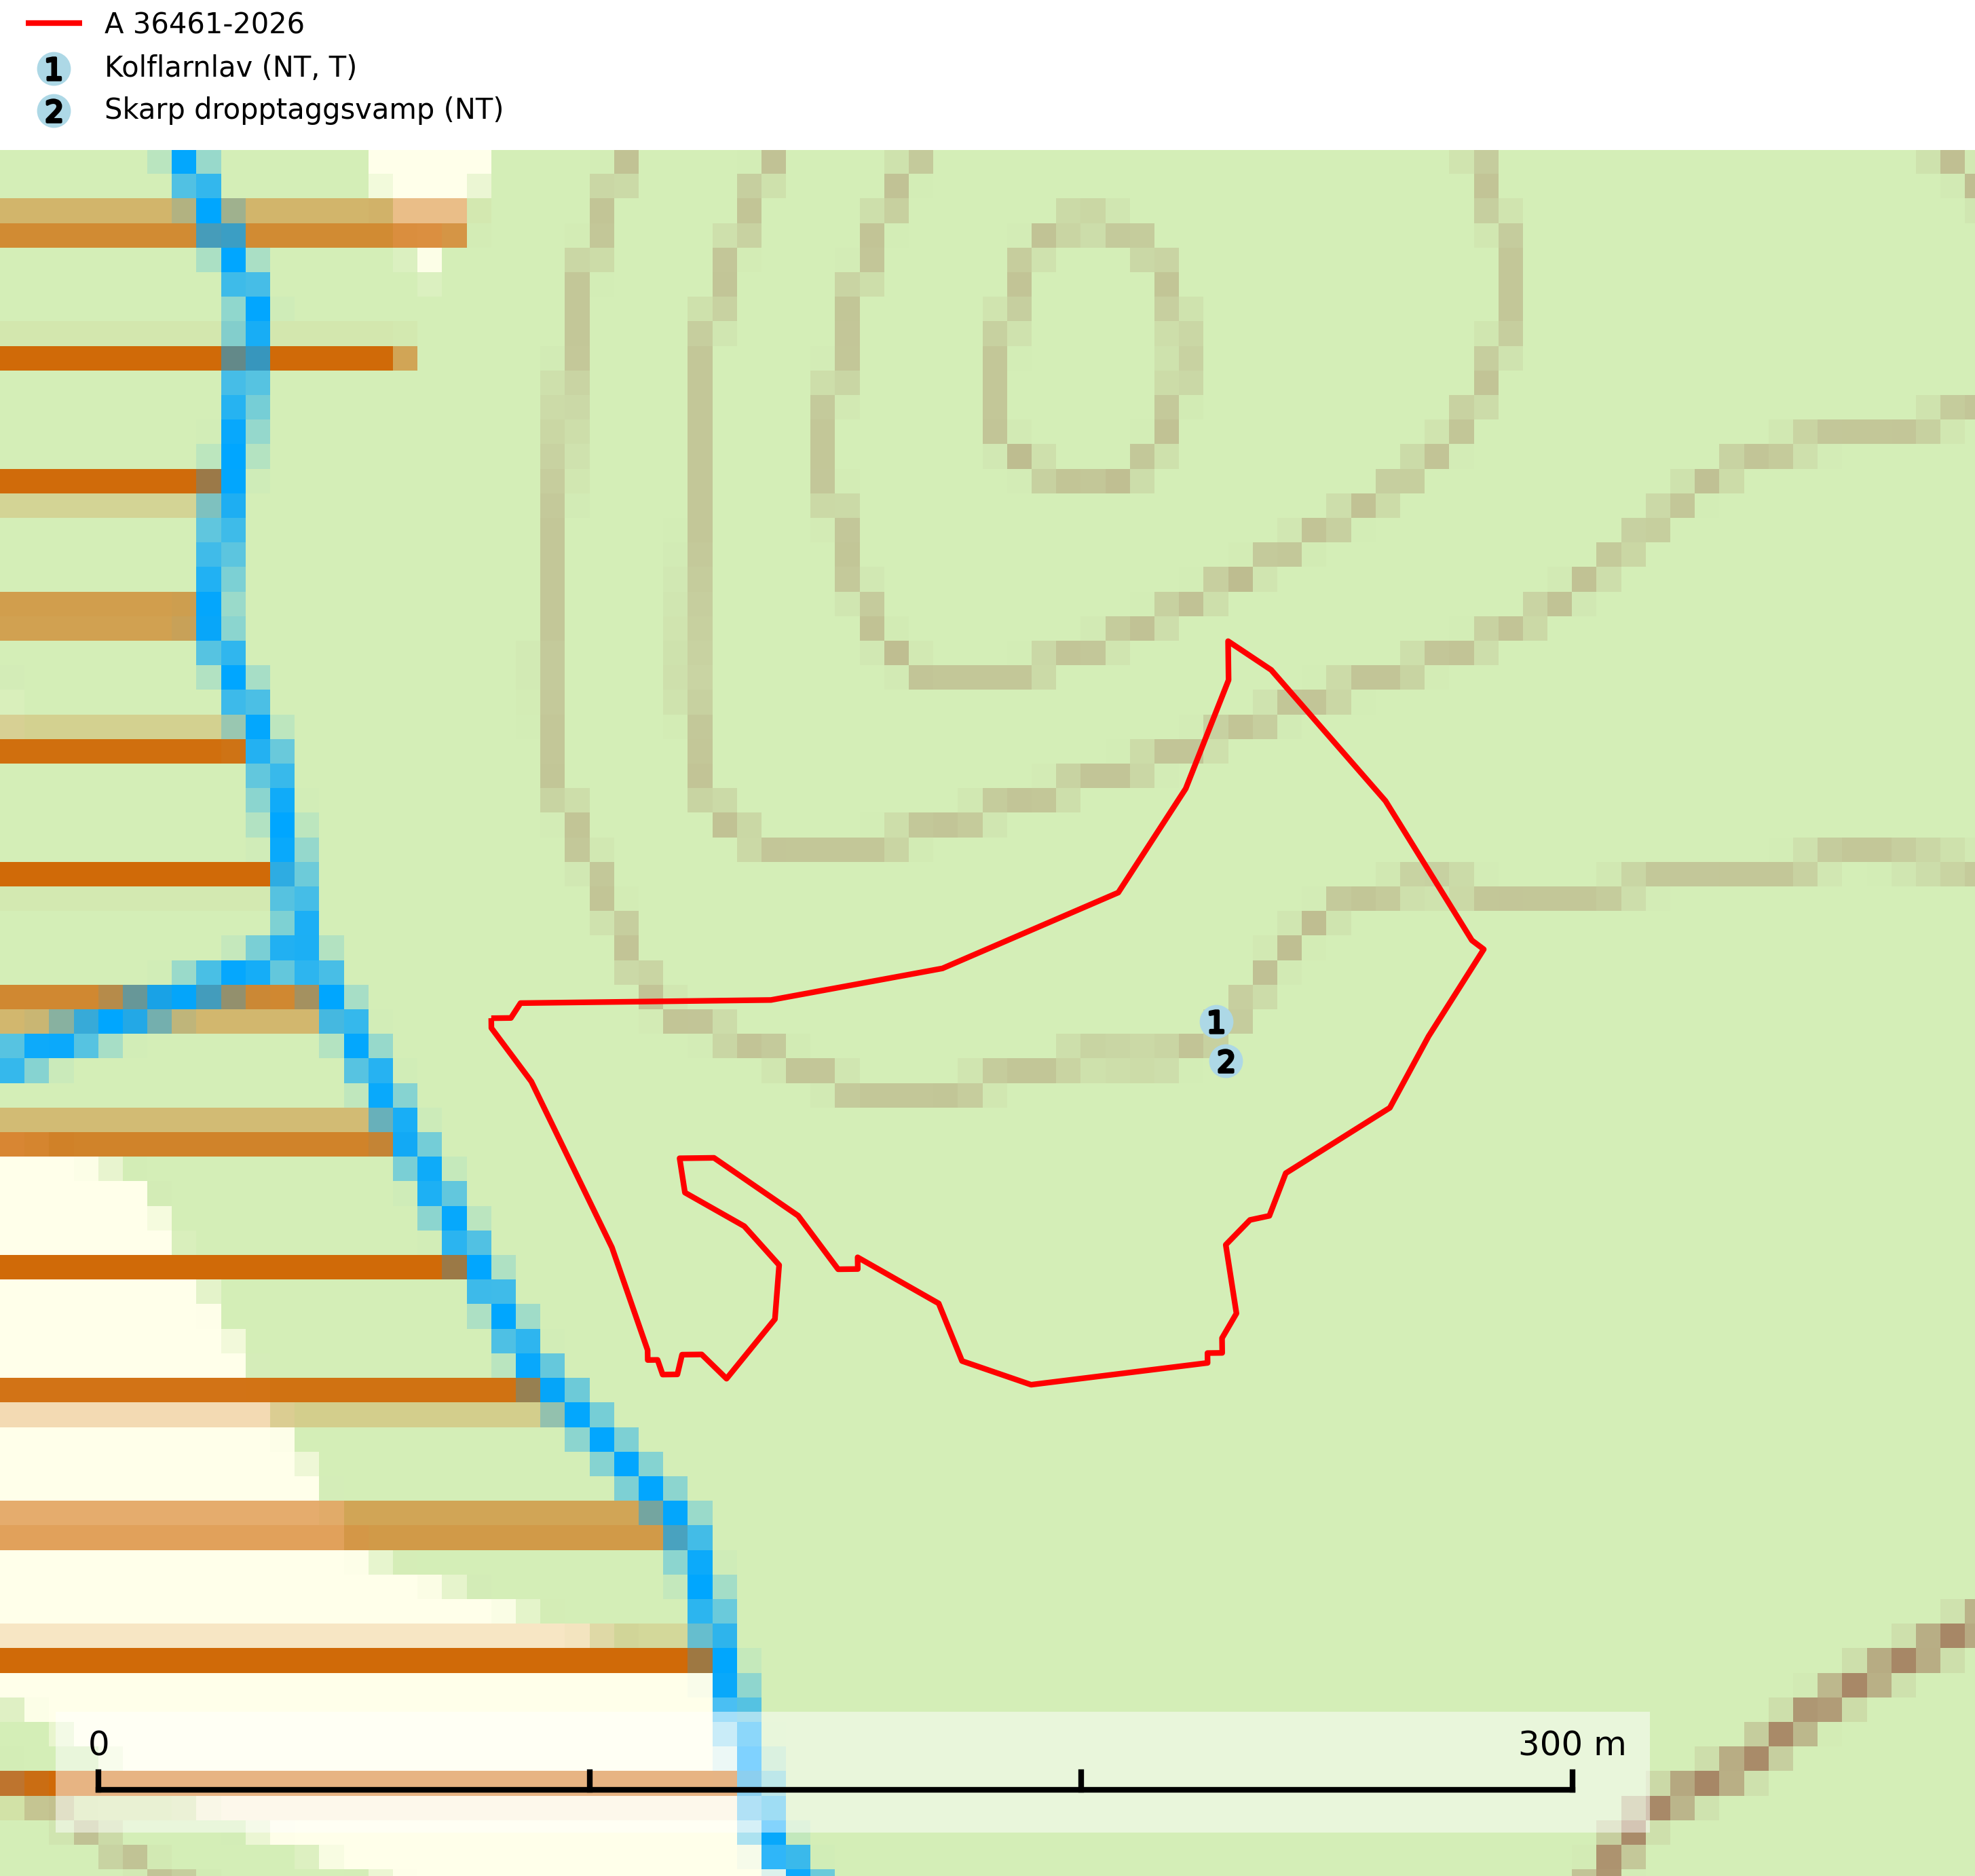 A 36461-2026
1 Kolflarnlav (NT, T)
2 Skarp dropptaggsvamp (NT)
1
2
0 300 m